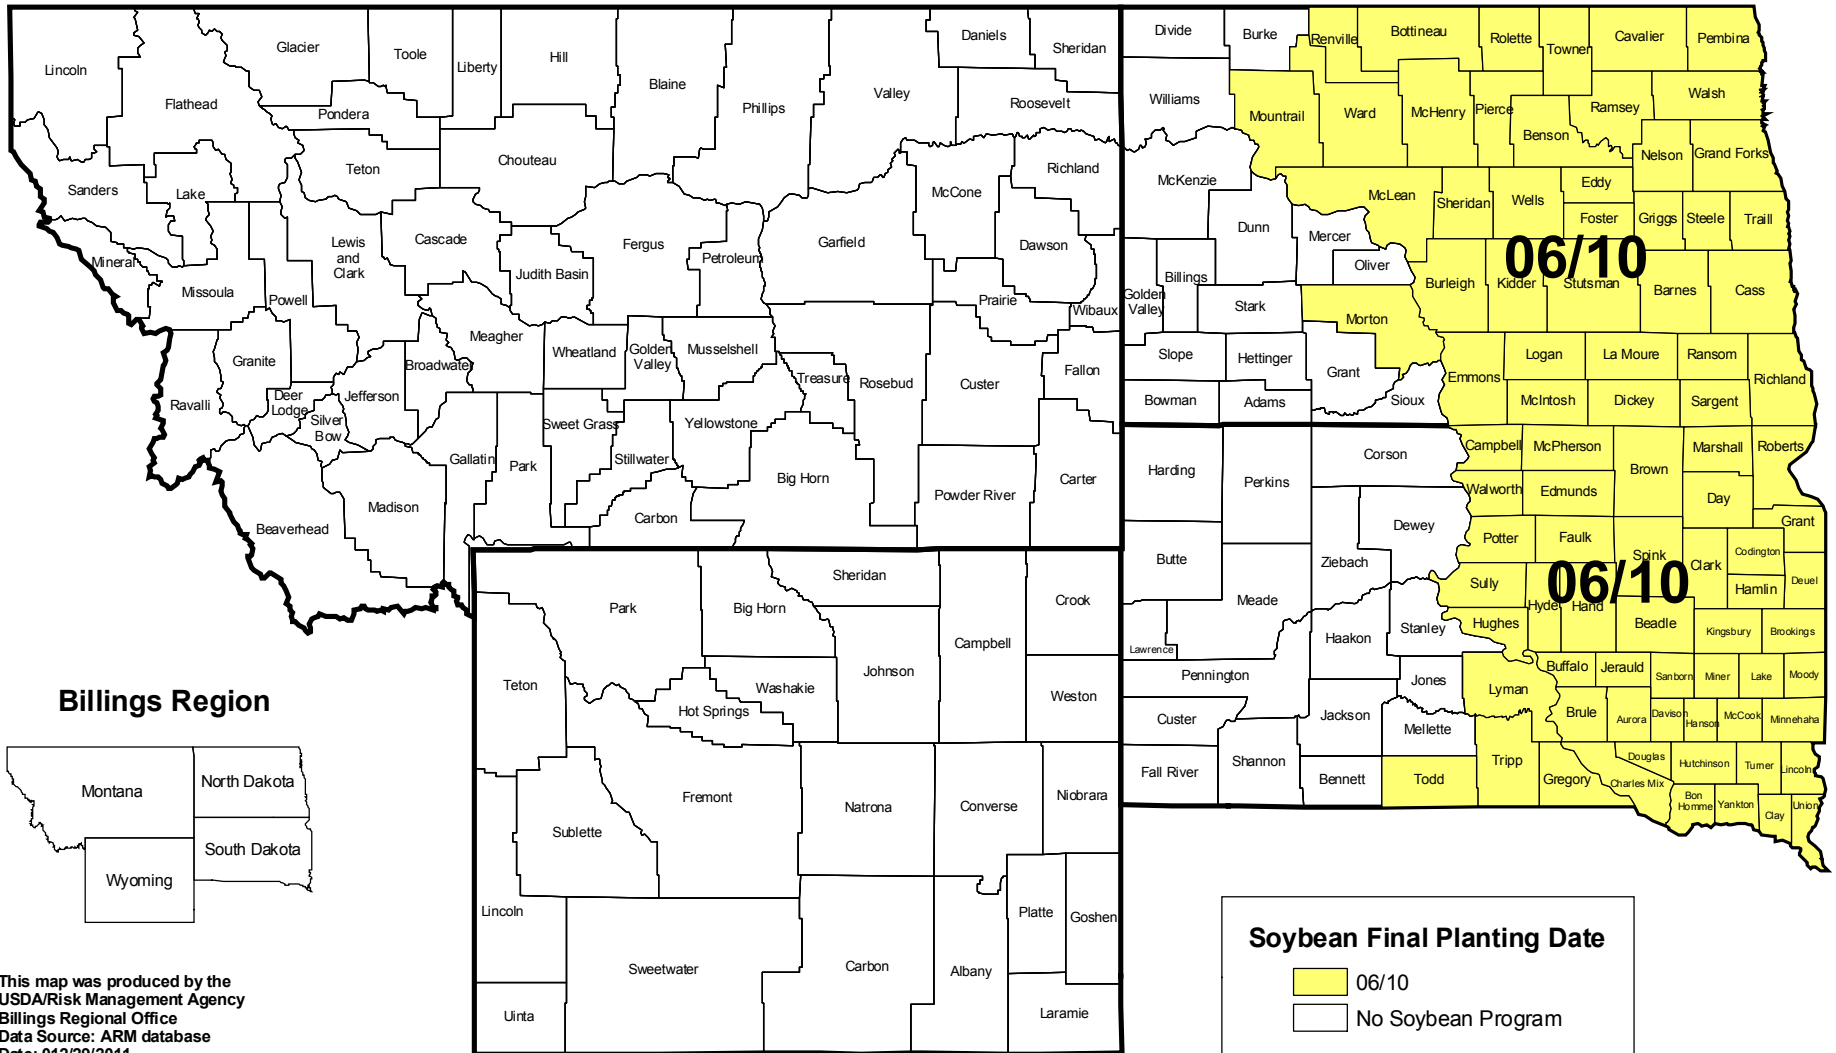 Lincoln
Flathead
Glacier
Toole
Liberty
Hill
Blaine
Phillips
Valley
Daniels
Sheridan
Roosevelt
Pondera
Teton
Chouteau
Sanders
Lake
McCone
Richland
Lewis
and
Clark
Cascade
Judith Basin
Fergus
Petroleum
Garfield
Dawson
Mineral
Missoula
Powell
Prairie
Wibaux
Meagher
Granite
Broadwater
Wheatland
Golden
Valley
Musselshell
Treasure
Rosebud
Custer
Fallon
Ravalli
Deer
Lodge
Jefferson
Silver
Bow
Sweet Grass
Yellowstone
Gallatin
Park
Stillwater
Big Horn
Powder River
Carter
Carbon
Madison
Beaverhead
Divide
Burke
Renville
Bottineau
Rolette
Towner
Cavalier
Pembina
Williams
Mountrail
Ward
McHenry
Pierce
Benson
Ramsey
Walsh
Nelson
Grand Forks
McKenzie
McLean
Sheridan
Wells
Eddy
Foster
Griggs
Steele
Traill
Dunn
Mercer
Oliver
06/10
Billings
Golden
Valley
Stark
Burleigh
Kidder
Stutsman
Barnes
Cass
Morton
Slope
Hettinger
Grant
Logan
La Moure
Ransom
Richland
Emmons
Bowman
Adams
Sioux
McIntosh
Dickey
Sargent
Harding
Perkins
Corson
Campbell
McPherson
Brown
Marshall
Roberts
Walworth
Edmunds
Day
Dewey
Potter
Faulk
Spink
Grant
Clark
Codington
Butte
Ziebach
06/10
Sully
Hyde
Hand
Hamlin
Deuel
Meade
Haakon
Stanley
Hughes
Beadle
Kingsbury
Brookings
Lawrence
Pennington
Jones
Lyman
Buffalo
Jerauld
Sanborn
Miner
Lake
Moody
Custer
Jackson
Mellette
Brule
Aurora
Davison
Hanson
McCook
Minnehaha
Fall River
Shannon
Bennett
Todd
Tripp
Gregory
Douglas
Charles Mix
Hutchinson
Turner
Lincoln
Bon
Homme
Yankton
Clay
Union
Park
Big Horn
Sheridan
Campbell
Crook
Johnson
Teton
Washakie
Hot Springs
Weston
Fremont
Natrona
Converse
Niobrara
Sublette
Lincoln
Platte
Goshen
Sweetwater
Carbon
Albany
Uinta
Laramie
Billings Region
Montana
North Dakota
South Dakota
Wyoming
This map was produced by the
USDA/Risk Management Agency
Billings Regional Office
Data Source: ARM database
Date: 012/29/2011
Soybean Final Planting Date
06/10
No Soybean Program